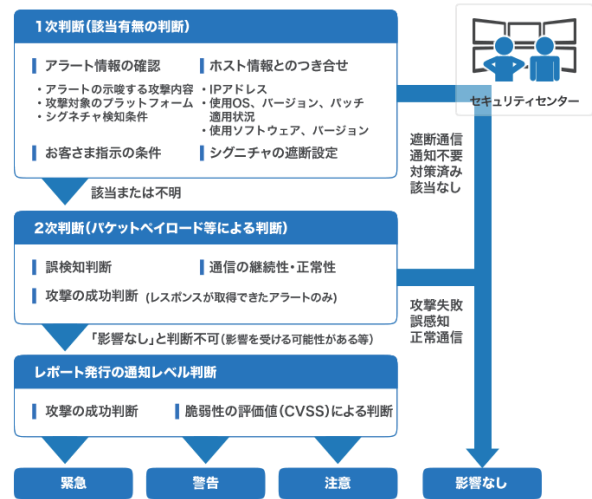 1次判断(該当有無の判断)
アラート情報の確認
・アラートの示唆する攻撃内容
・攻撃対象のプラットフォーム
・シグネチャ検知条件
ホスト情報とのつき合せ
・IPアドレス
・使用OS、バージョン、パッチ
適用状況
・使用ソフトウェア、バージョン
お客さま指示の条件
シグニチャの遮断設定
セキュリティセンター
遮断通信
通知不要
対策済み
該当なし
該当または不明
2次判断(パケットペイロード等による判断)
誤検知判断
通信の継続性・正常性
攻撃の成功判断 (レスポンスが取得できたアラートのみ)
攻撃失敗
誤感知
正常通信
「影響なし」と判断不可(影響を受ける可能性がある等)
レポート発行の通知レベル判断
攻撃の成功判断
脆弱性の評価値(CVSS)による判断
緊急
警告
注意
影響なし